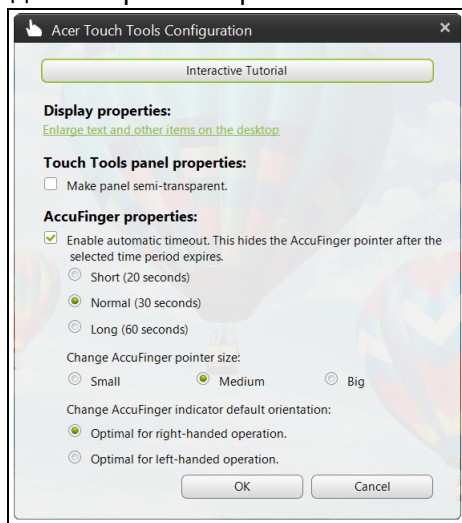 Acer Touch Tools Configuration
Interactive Tutorial
Display properties:
Enlarge text and other items on the desktop
Touch Tools panel properties:
Make panel semi-transparent.
AccuFinger properties:
Enable automatic timeout. This hides the AccuFinger pointer after the
selected time period expires.
Short (20 seconds)
Normal (30 seconds)
Long (60 seconds)
Change AccuFinger pointer size:
Small Medium Big
Change AccuFinger indicator default orientation:
Optimal for right-handed operation.
Optimal for left-handed operation.
OK Cancel